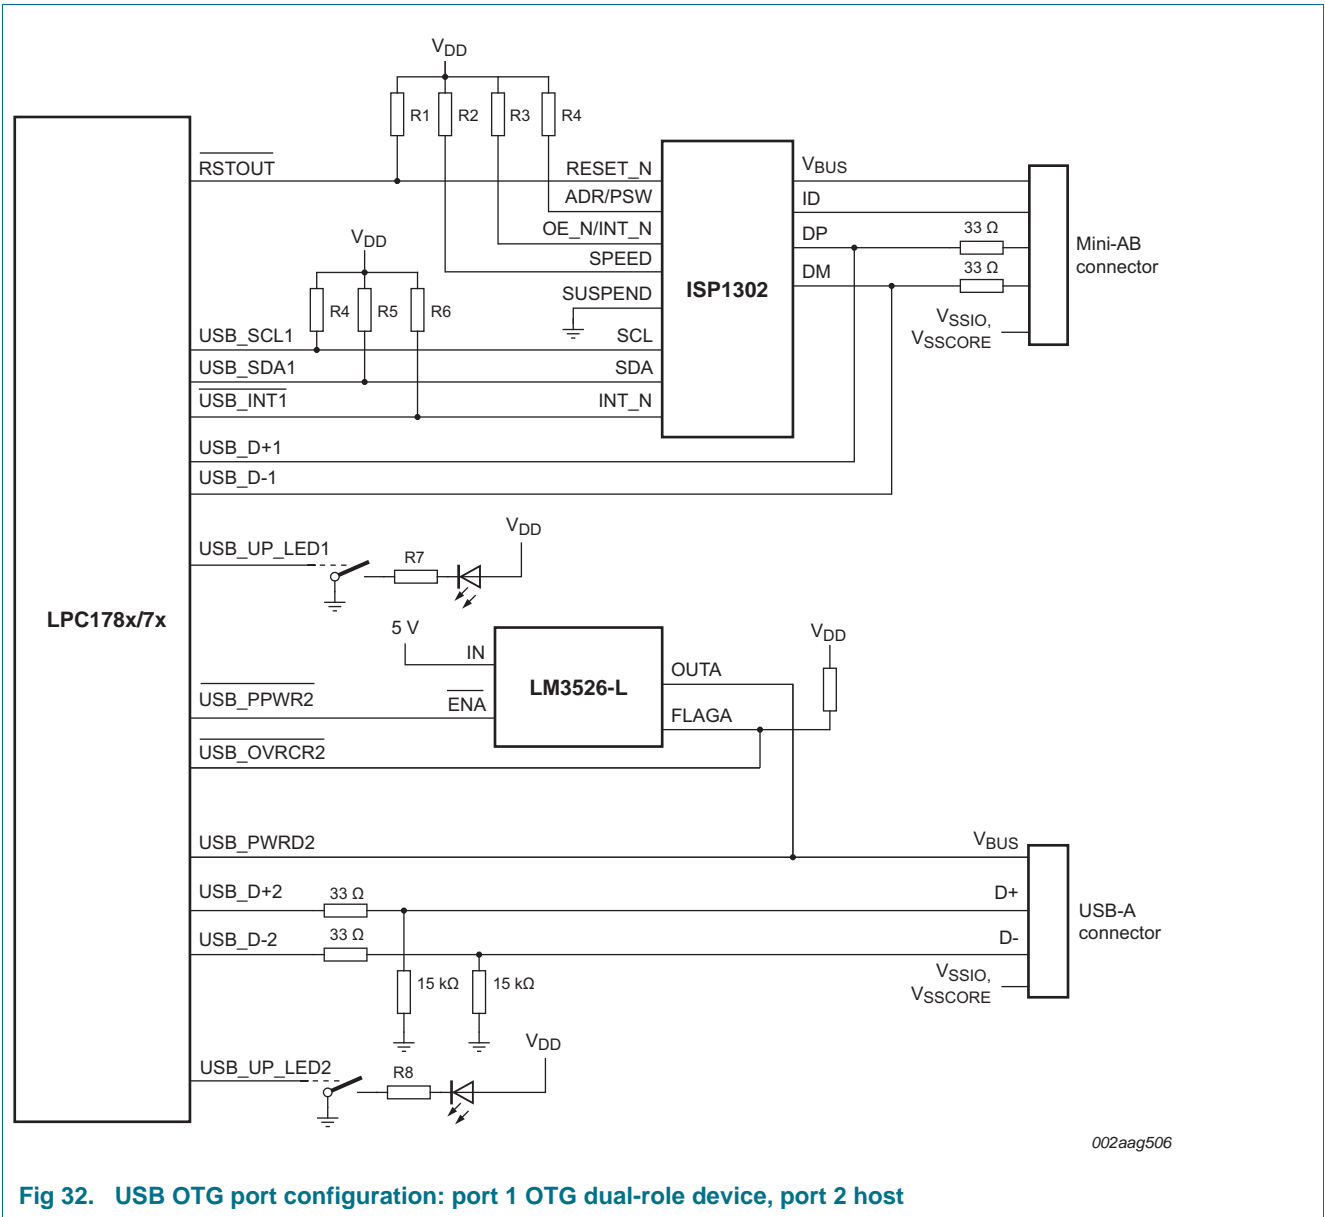 VDD
R1 R2 R3 R4
RSTOUT
RESET_N
VBUS
ADR/PSW
ID
OE_N/INT_N
DP
33 Ω
Mini-AB
connector
VDD
SPEED
DM
33 Ω
ISP1302
SUSPEND
R4 R5 R6
VSSIO,
VSSCORE
USB_SCL1
SCL
USB_SDA1
SDA
USB_INT1
INT_N
USB_D+1
USB_D-1
VDD
USB_UP_LED1
R7
LPC178x/7x
5 V
VDD
IN
LM3526-L
OUTA
USB_PPWR2
ENA
FLAGA
USB_OVRCR2
USB_PWRD2
VBUS
USB_D+2
33 Ω
D+
USB-A
connector
USB_D-2
33 Ω
D-
15 kΩ
15 kΩ
VSSIO,
VSSCORE
VDD
USB_UP_LED2
R8
002aag506
Fig 32. USB OTG port configuration: port 1 OTG dual-role device, port 2 host